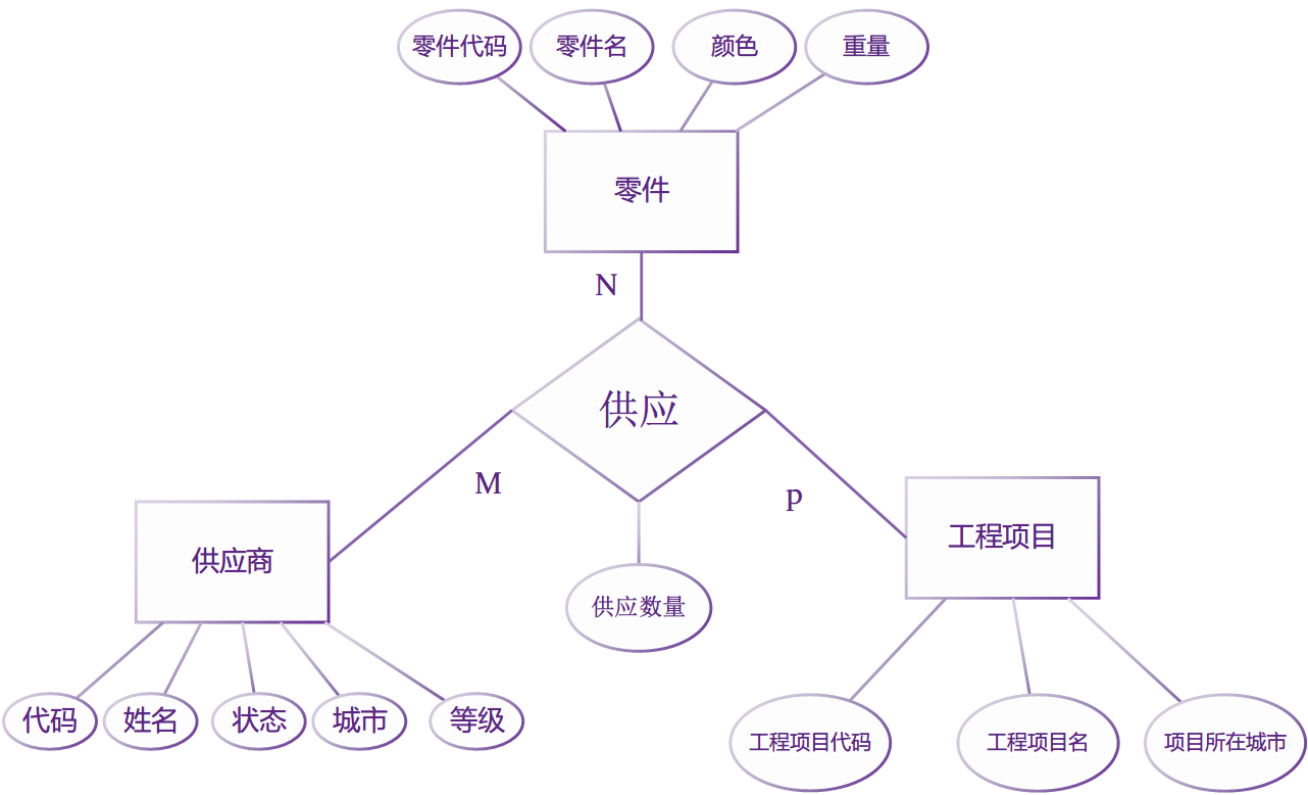 零件代码
零件名
颜色
重量
零件
N
供应
M
p
供应商
工程项目
供应数量
代码
姓名
状态
城市
等级
工程项目代码
工程项目名
项目所在城市